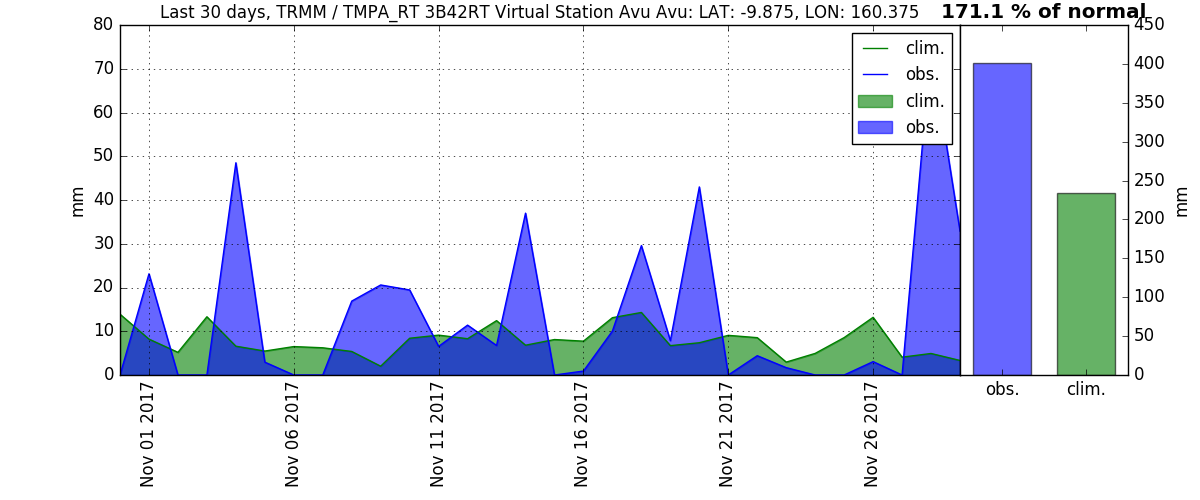 Last 30 days, TRMM / TMPA_RT 3B42RT Virtual Station Avu Avu: LAT: -9.875, LON: 160.375
171.1 % of normal
80
70
60
50
40
30
20
10
0
mm
clim.
obs.
clim.
obs.
Nov 01 2017
Nov 06 2017
Nov 11 2017
Nov 16 2017
Nov 21 2017
Nov 26 2017
450
400
350
300
250
200
150
100
50
0
mm
obs.
clim.